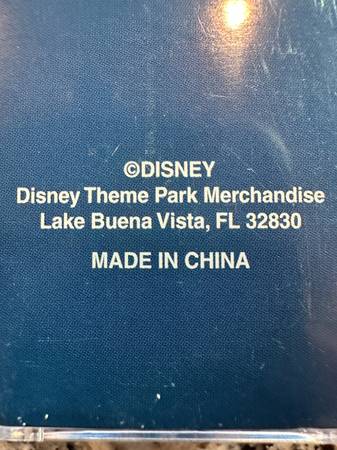 ©DISNEY
Disney Theme Park Merchandise
Lake Buena Vista, FL 32830
MADE IN CHINA